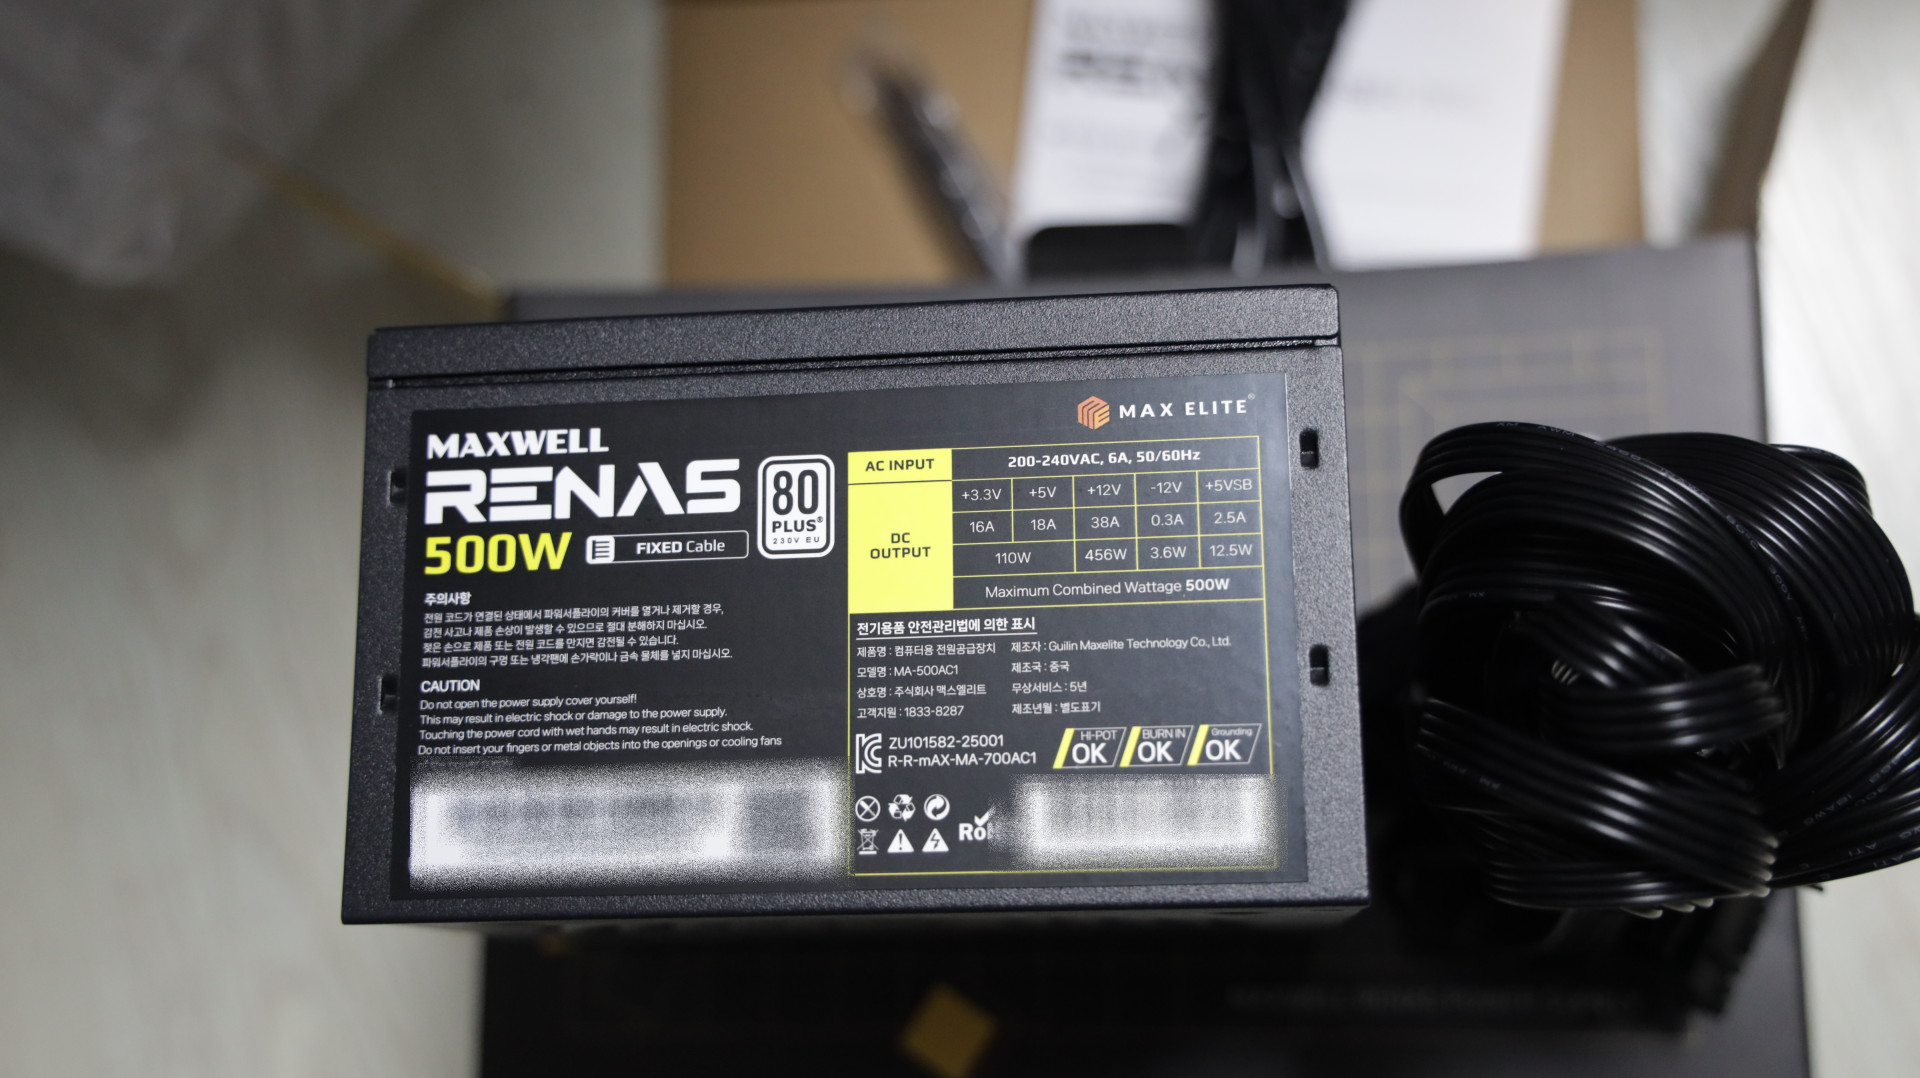 MAXWELL
RENAS
500W
FIXED Cable
80
PLUS®
230V EU
주의사항
전원 코드가 연결된 상태에서 파워서플라이의 커버를 열거나 제거할 경우,
감전 사고나 제품 손상이 발생할 수 있으므로 절대 분해하지 마십시오.
젖은 손으로 제품 또는 전원 코드를 만지면 감전될 수 있습니다.
파워서플라이의 구멍 또는 냉각팬에 손가락이나 금속 물체를 넣지 마십시오.
CAUTION
Do not open the power supply cover yourself!
This may result in electric shock or damage to the power supply.
Touching the power cord with wet hands may result in electric shock.
Do not insert your fingers or metal objects into the openings or cooling fans
MAX ELITE®
AC INPUT 200-240VAC, 6A, 50/60Hz
DC OUTPUT
+3.3V +5V +12V -12V +5VSB
16A 18A 38A 0.3A 2.5A
110W 456W 3.6W 12.5W
Maximum Combined Wattage 500W
전기용품 안전관리법에 의한 표시
제품명 : 컴퓨터용 전원공급장치 제조자 : Guilin Maxelite Technology Co., Ltd.
모델명 : MA-500AC1 제조국 : 중국
상호명 : 주식회사 맥스엘리트 무상서비스 : 5년
고객지원 : 1833-8287 제조년월 : 별도표기
ZU101582-25001
R-R-mAX-MA-700AC1
HI-POT OK
BURN IN OK
Grounding OK